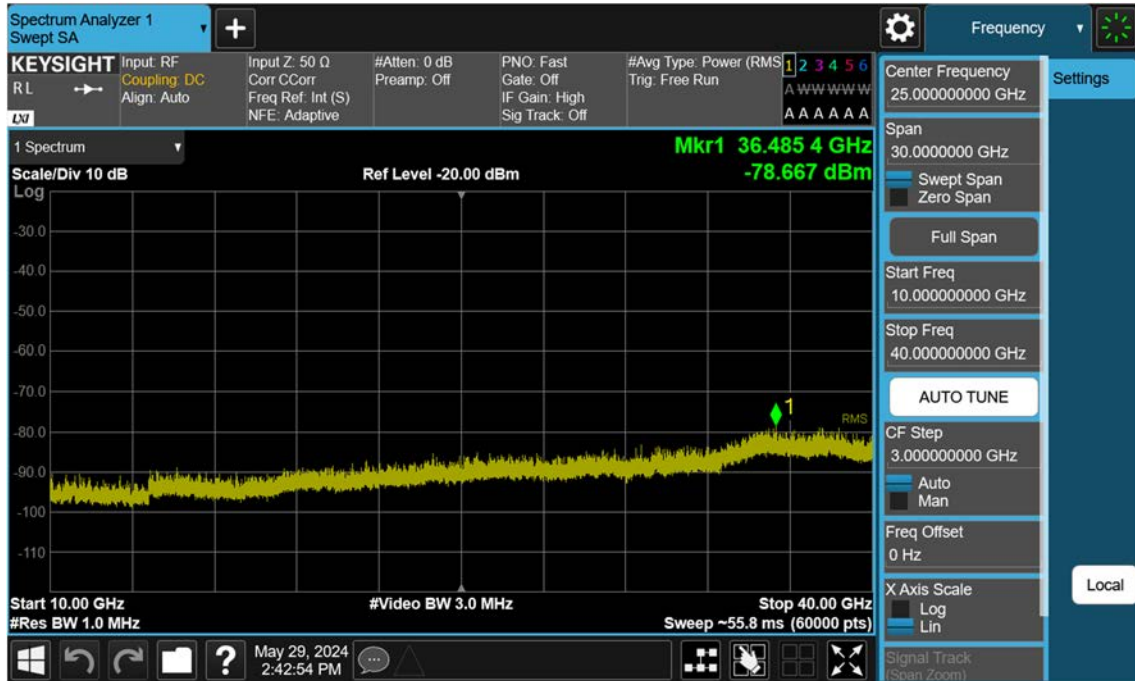 Spectrum Analyzer 1
Swept SA
Frequency
KEYSIGHT
R L
LXI
Input: RF
Coupling: DC
Align: Auto
Input Z: 50 Ω
Corr CCorr
Freq Ref: Int (S)
NFE: Adaptive
#Atten: 0 dB
Preamp: Off
PNO: Fast
Gate: Off
IF Gain: High
Sig Track: Off
#Avg Type: Power (RMS
Trig: Free Run
1 2 3 4 5 6
A W W W W W
A A A A A A
1 Spectrum
Scale/Div 10 dB
Ref Level -20.00 dBm
Mkr1 36.485 4 GHz
-78.667 dBm
Log
-30.0
-40.0
-50.0
-60.0
-70.0
-80.0
-90.0
-100
-110
1
RMS
Start 10.00 GHz
#Res BW 1.0 MHz
#Video BW 3.0 MHz
Stop 40.00 GHz
Sweep ~55.8 ms (60000 pts)
Center Frequency
25.000000000 GHz
Span
30.0000000 GHz
Swept Span
Zero Span
Full Span
Start Freq
10.000000000 GHz
Stop Freq
40.000000000 GHz
AUTO TUNE
CF Step
3.000000000 GHz
Auto
Man
Freq Offset
0 Hz
X Axis Scale
Log
Lin
Signal Track
(Span Zoom)
Settings
Local
?
May 29, 2024
2:42:54 PM